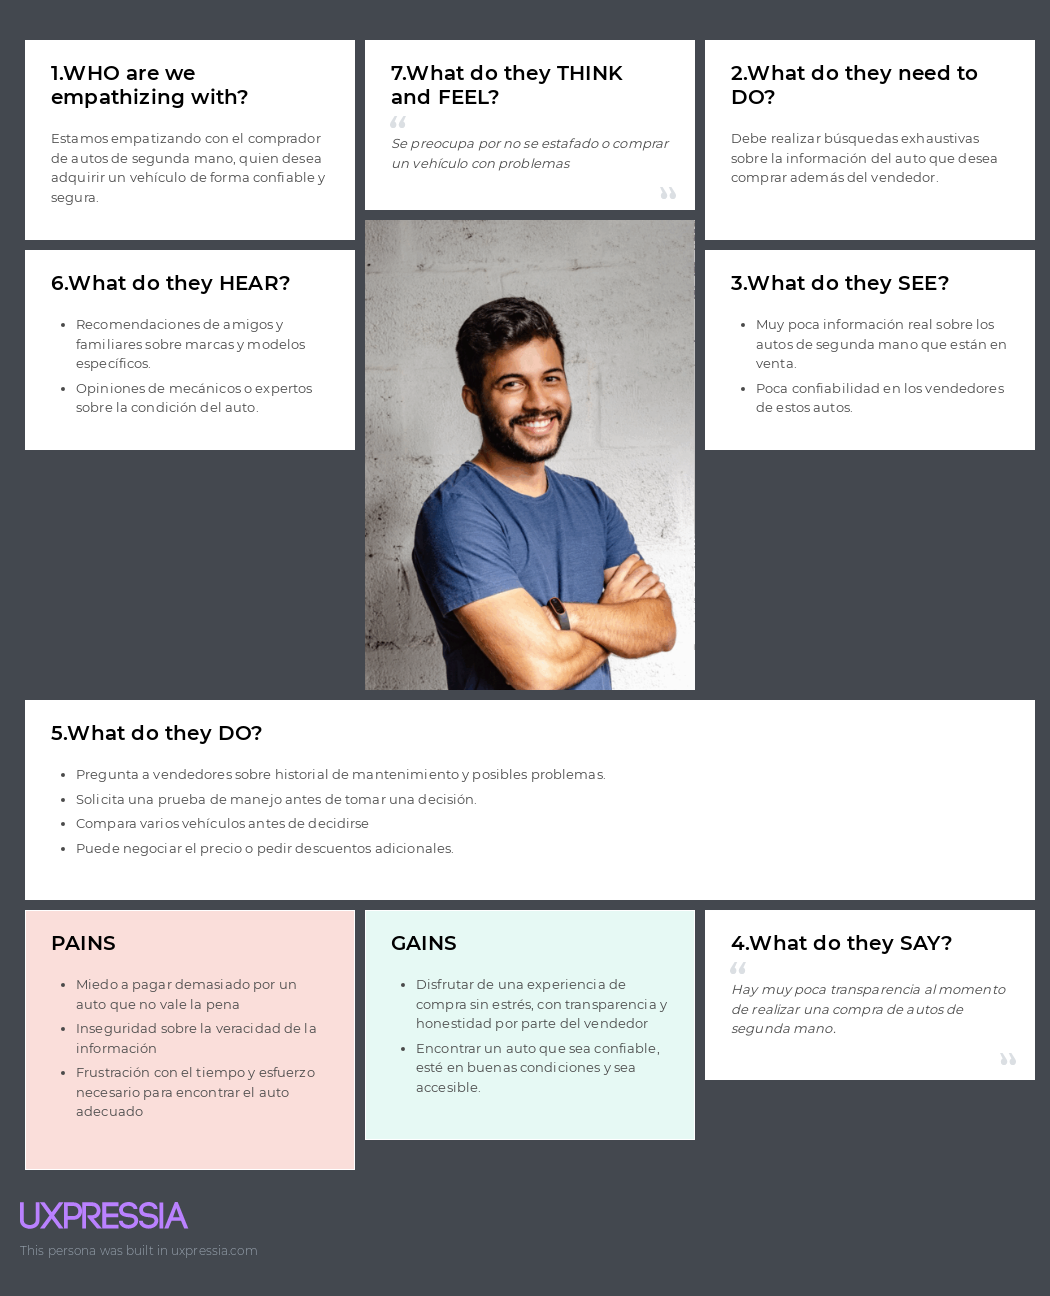 1.WHO are we
empathizing with?
Estamos empatizando con el comprador
de autos de segunda mano, quien desea
adquirir un vehículo de forma confiable y
segura.
7.What do they THINK
and FEEL?
“
Se preocupa por no se estafado o comprar
un vehículo con problemas
”
2.What do they need to
DO?
Debe realizar búsquedas exhaustivas
sobre la información del auto que desea
comprar además del vendedor.
6.What do they HEAR?
• Recomendaciones de amigos y
familiares sobre marcas y modelos
específicos.
• Opiniones de mecánicos o expertos
sobre la condición del auto.
3.What do they SEE?
• Muy poca información real sobre los
autos de segunda mano que están en
venta.
• Poca confiabilidad en los vendedores
de estos autos.
5.What do they DO?
• Pregunta a vendedores sobre historial de mantenimiento y posibles problemas.
• Solicita una prueba de manejo antes de tomar una decisión.
• Compara varios vehículos antes de decidirse
• Puede negociar el precio o pedir descuentos adicionales.
PAINS
• Miedo a pagar demasiado por un
auto que no vale la pena
• Inseguridad sobre la veracidad de la
información
• Frustración con el tiempo y esfuerzo
necesario para encontrar el auto
adecuado
GAINS
• Disfrutar de una experiencia de
compra sin estrés, con transparencia y
honestidad por parte del vendedor
• Encontrar un auto que sea confiable,
esté en buenas condiciones y sea
accesible.
4.What do they SAY?
“
Hay muy poca transparencia al momento
de realizar una compra de autos de
segunda mano.
”
UXPRESSIA
This persona was built in uxpressia.com